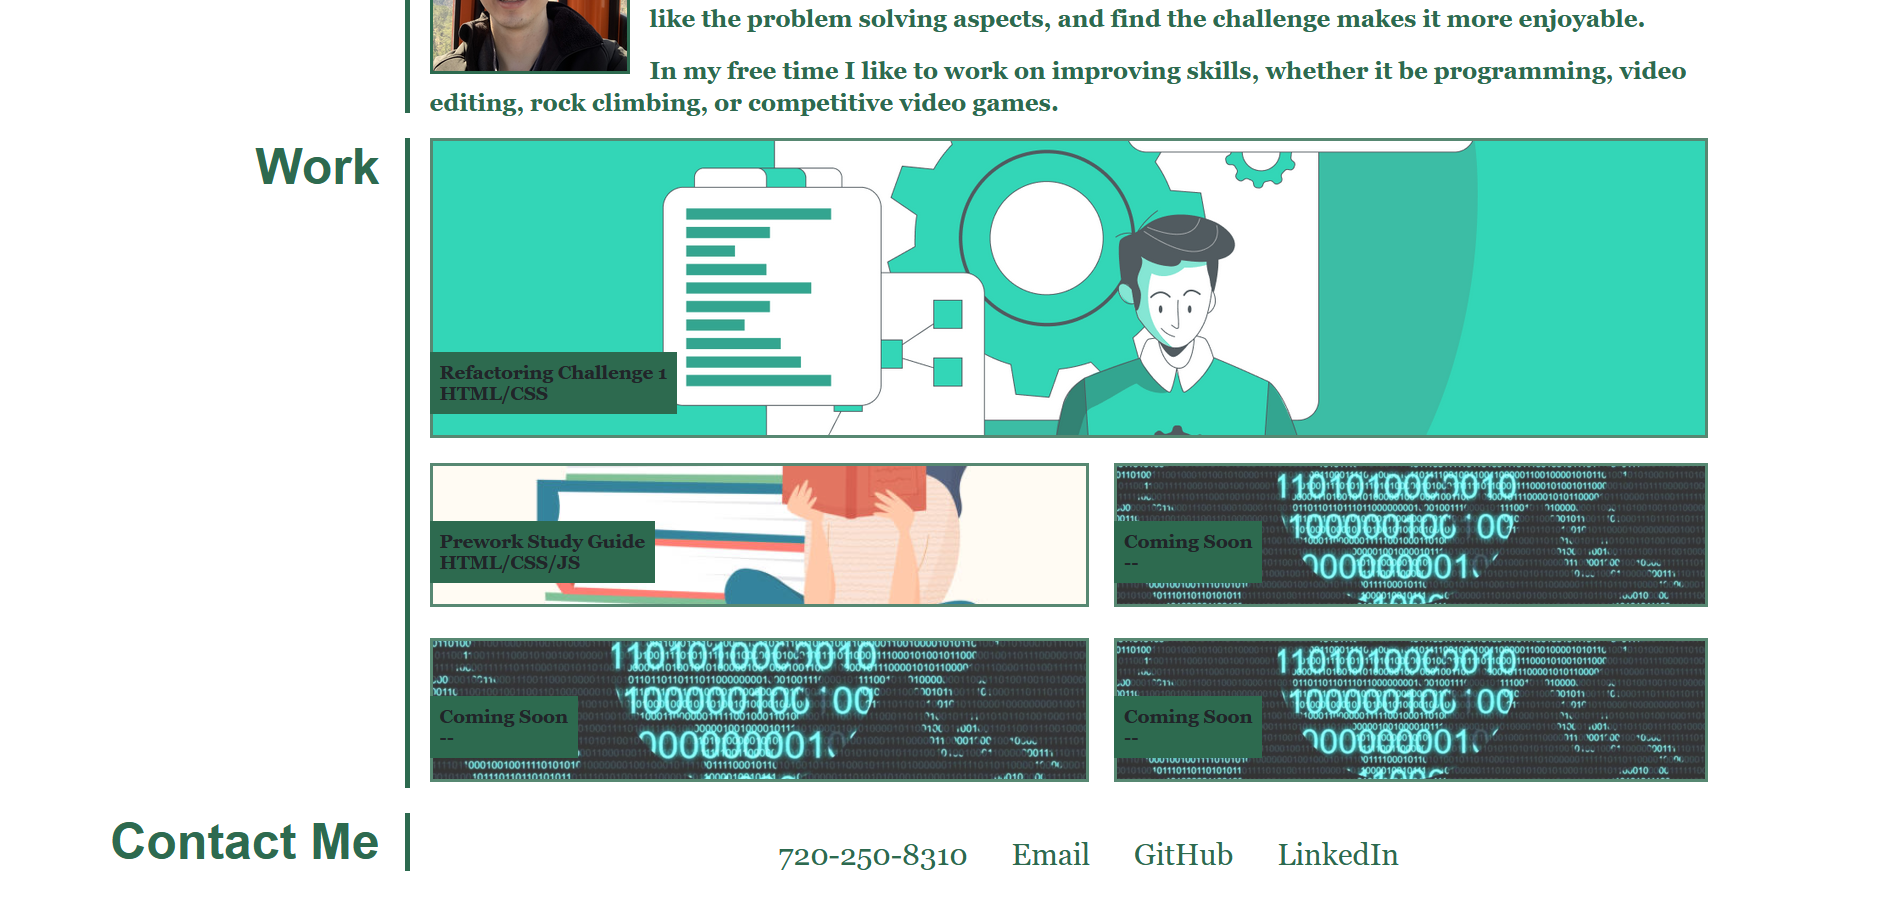 like the problem solving aspects, and find the challenge makes it more enjoyable.
In my free time I like to work on improving skills, whether it be programming, video
editing, rock climbing, or competitive video games.
Work
Refactoring Challenge 1
HTML/CSS
Prework Study Guide
HTML/CSS/JS
Coming Soon
--
Coming Soon
--
Coming Soon
--
Contact Me
720-250-8310
Email
GitHub
LinkedIn